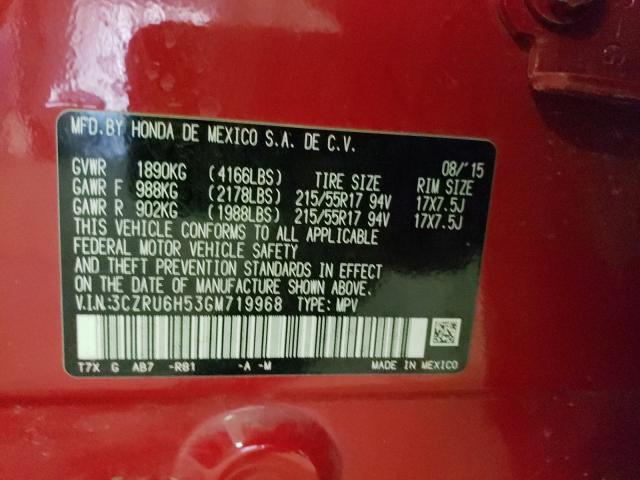 MFD.BY HONDA DE MEXICO S.A. DE C.V.
08/'15
GVWR 1890KG (4166LBS) TIRE SIZE RIM SIZE
GAWR F 988KG (2178LBS) 215/55R17 94V 17X7.5J
GAWR R 902KG (1988LBS) 215/55R17 94V 17X7.5J
THIS VEHICLE CONFORMS TO ALL APPLICABLE
FEDERAL MOTOR VEHICLE SAFETY
AND THEFT PREVENTION STANDARDS IN EFFECT
ON THE DATE OF MANUFACTURE SHOWN ABOVE.
V.I.N.:3CZRU6H53GM719968 TYPE: MPV
T7X G AB7 -RB1 -A -M MADE IN MEXICO